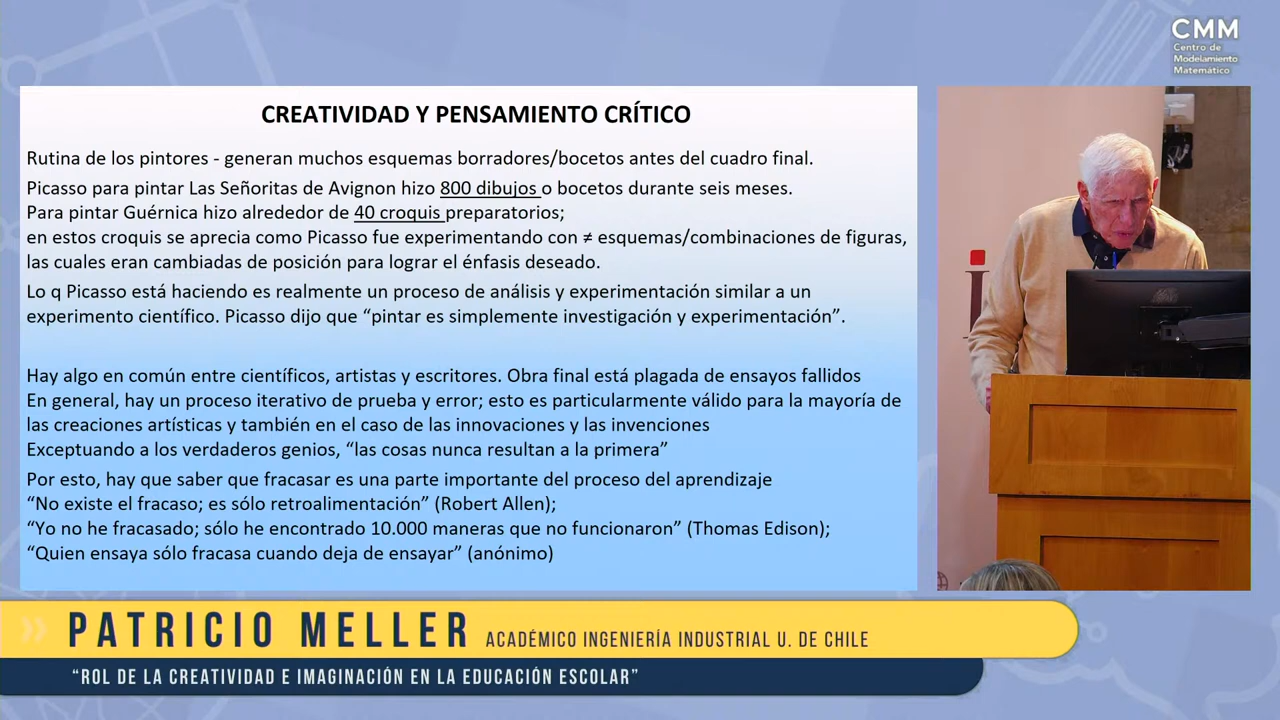 CMM
Centro de
Modelamiento
Matemático
CREATIVIDAD Y PENSAMIENTO CRÍTICO
Rutina de los pintores - generan muchos esquemas borradores/bocetos antes del cuadro final.
Picasso para pintar Las Señoritas de Avignon hizo 800 dibujos o bocetos durante seis meses.
Para pintar Guérnica hizo alrededor de 40 croquis preparatorios;
en estos croquis se aprecia como Picasso fue experimentando con ≠ esquemas/combinaciones de figuras,
las cuales eran cambiadas de posición para lograr el énfasis deseado.
Lo q Picasso está haciendo es realmente un proceso de análisis y experimentación similar a un
experimento científico. Picasso dijo que “pintar es simplemente investigación y experimentación”.
Hay algo en común entre científicos, artistas y escritores. Obra final está plagada de ensayos fallidos
En general, hay un proceso iterativo de prueba y error; esto es particularmente válido para la mayoría de
las creaciones artísticas y también en el caso de las innovaciones y las invenciones
Exceptuando a los verdaderos genios, “las cosas nunca resultan a la primera”
Por esto, hay que saber que fracasar es una parte importante del proceso del aprendizaje
“No existe el fracaso; es sólo retroalimentación” (Robert Allen);
“Yo no he fracasado; sólo he encontrado 10.000 maneras que no funcionaron” (Thomas Edison);
“Quien ensaya sólo fracasa cuando deja de ensayar” (anónimo)
PATRICIO MELLER ACADÉMICO INGENIERÍA INDUSTRIAL U. DE CHILE
“ROL DE LA CREATIVIDAD E IMAGINACIÓN EN LA EDUCACIÓN ESCOLAR”